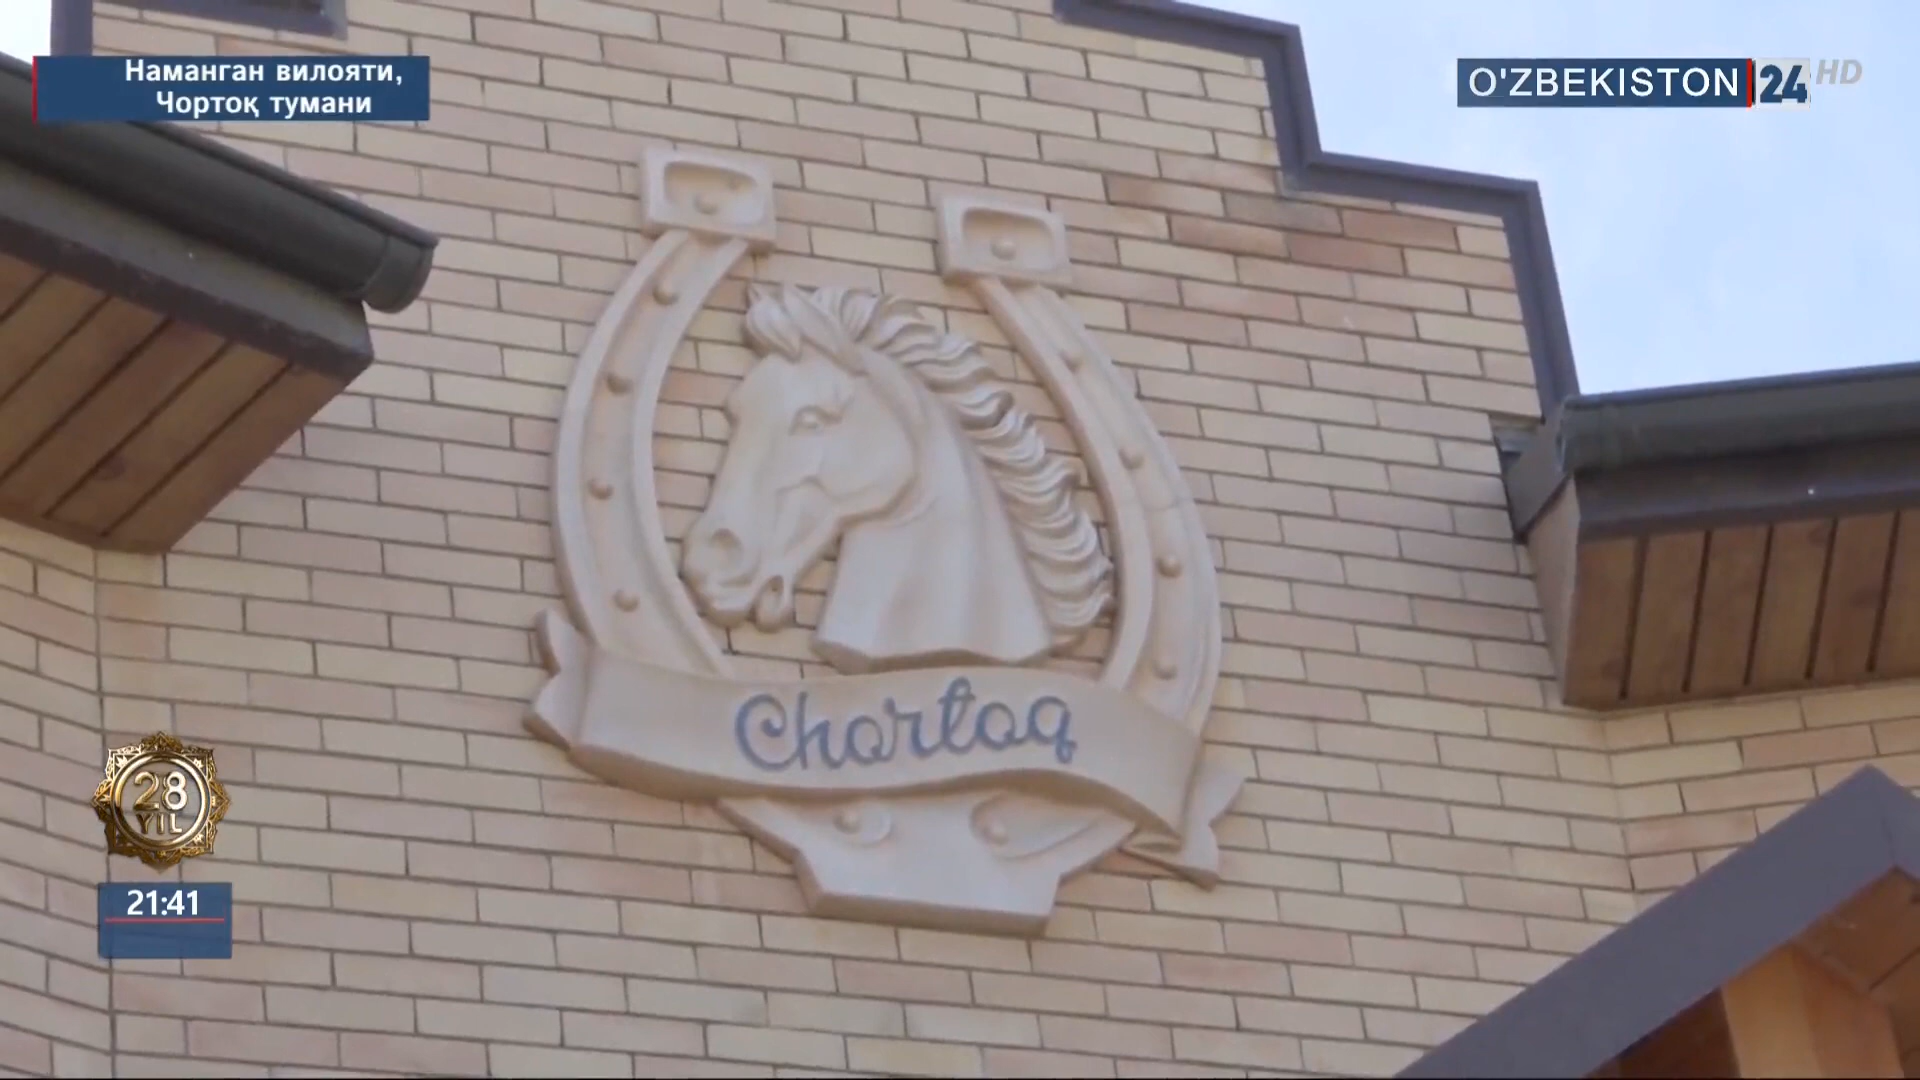 Наманган вилояти,
Чортоқ тумани
O'ZBEKISTON 24 HD
Chortoq
28
YIL
21:41